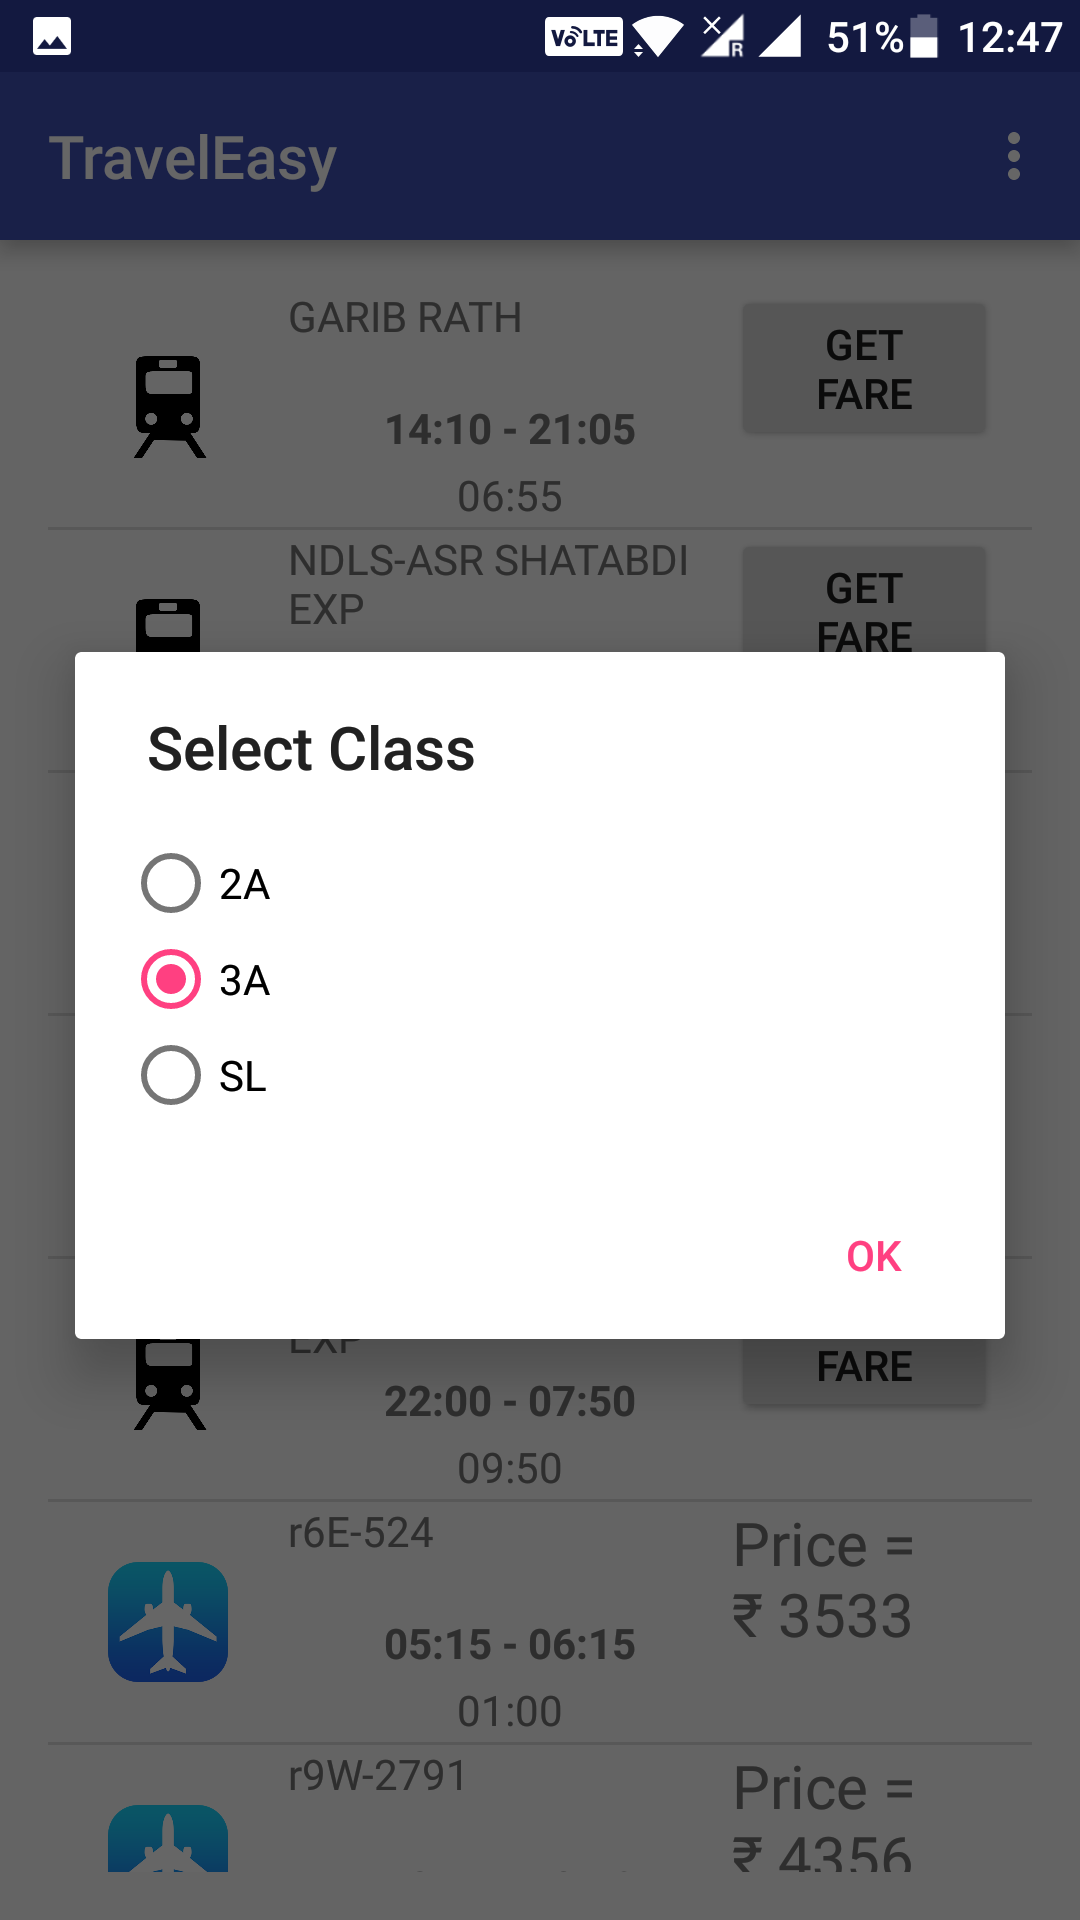 VoLTE R 51% 12:47
TravelEasy
GARIB RATH
GET
FARE
14:10 - 21:05
06:55
NDLS-ASR SHATABDI
EXP
GET
FARE
Select Class
2A
3A
SL
OK
EXP
FARE
22:00 - 07:50
09:50
r6E-524
Price =
₹ 3533
05:15 - 06:15
01:00
r9W-2791
Price =
₹ 4356